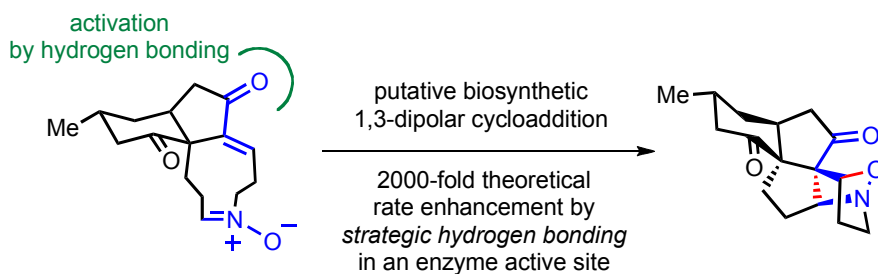 activation
by hydrogen bonding
O
Me
O
N
+
O
−
putative biosynthetic
1,3-dipolar cycloaddition
2000-fold theoretical
rate enhancement by
strategic hydrogen bonding
in an enzyme active site
Me
O
O
O
N